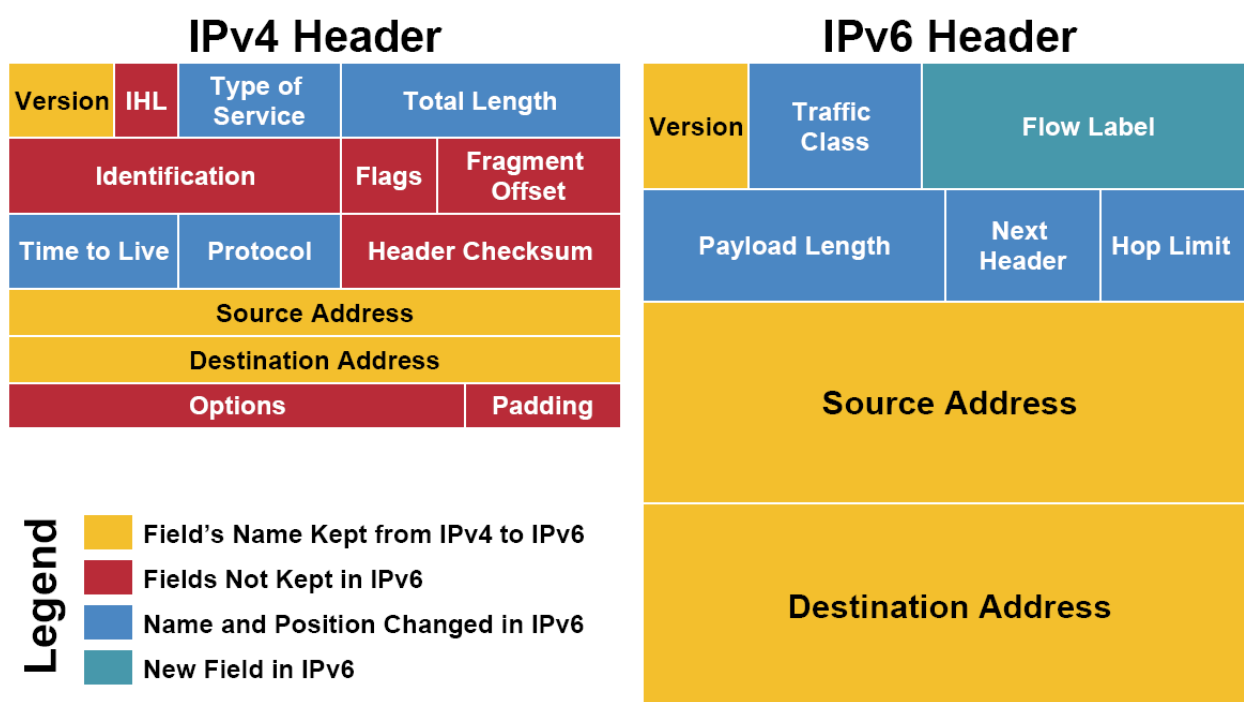 IPv4 Header
Version IHL Type of Service Total Length
Identification Flags Fragment Offset
Time to Live Protocol Header Checksum
Source Address
Destination Address
Options Padding
Legend
Field's Name Kept from IPv4 to IPv6
Fields Not Kept in IPv6
Name and Position Changed in IPv6
New Field in IPv6
IPv6 Header
Version Traffic Class Flow Label
Payload Length Next Header Hop Limit
Source Address
Destination Address